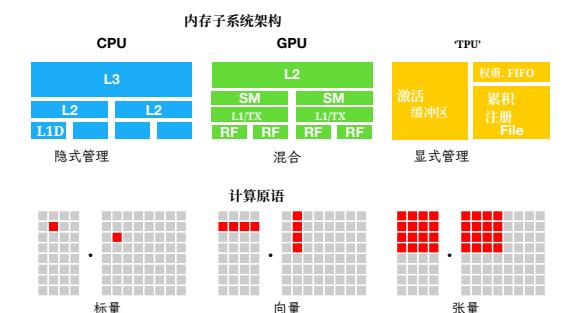 内存子系统架构
CPU
GPU
‘TPU’
L3
L2
L2
L1D
隐式管理
L2
SM
SM
L1/TX
L1/TX
RF
RF
RF
RF
混合
激活
缓冲区
权重. FIFO
累积
注册
File
显式管理
计算原语
标量
向量
张量